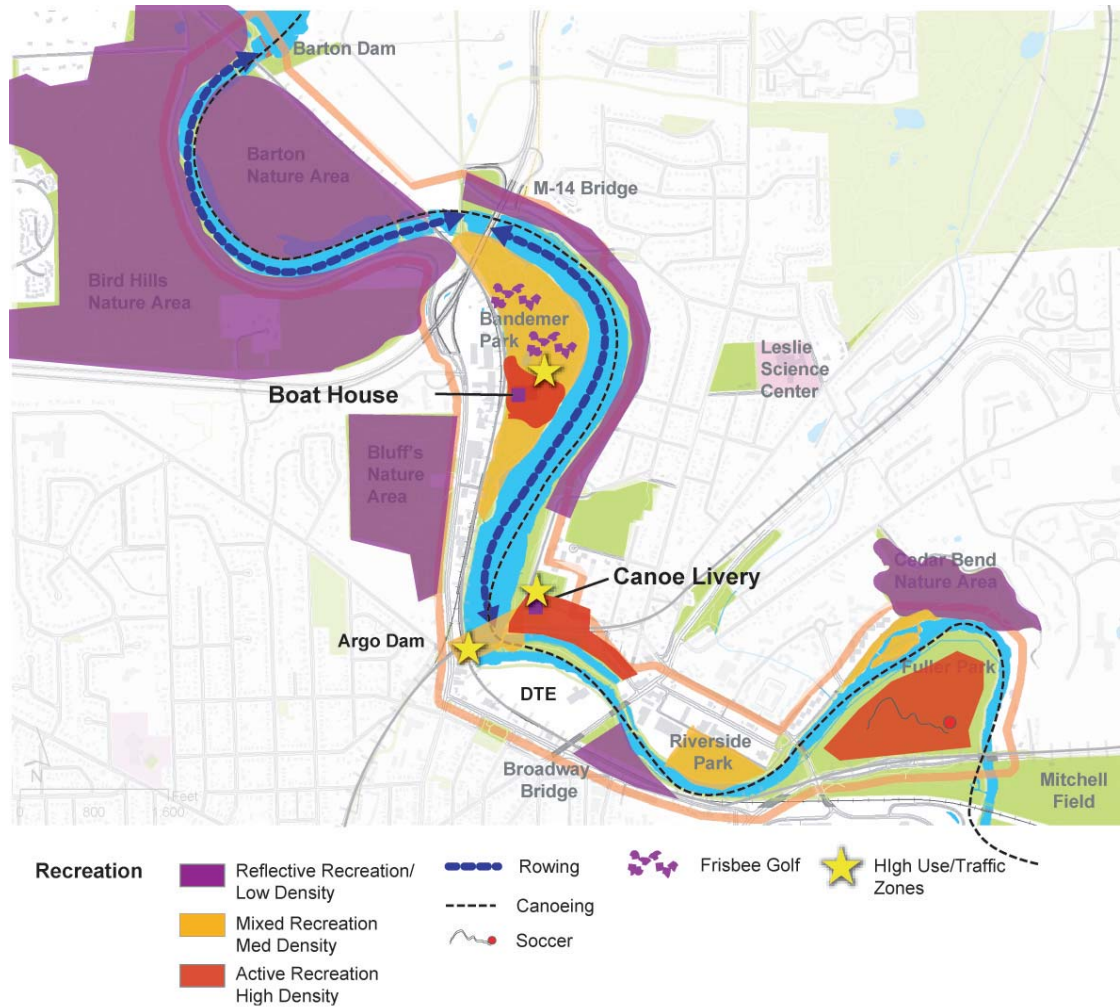 Barton Dam
Barton
Nature Area
M-14 Bridge
Bird Hills
Nature Area
Bandemer
Park
Leslie
Science
Center
Boat House
Bluff's
Nature
Area
Cedar Bend
Nature Area
Canoe Livery
Argo Dam
Fuller Park
DTE
Riverside
Park
Broadway
Bridge
Mitchell
Field
N
Feet
0 800 1,600
Recreation
Reflective Recreation/
Low Density
Mixed Recreation
Med Density
Active Recreation
High Density
Rowing
Canoeing
Soccer
Frisbee Golf
HIgh Use/Traffic
Zones